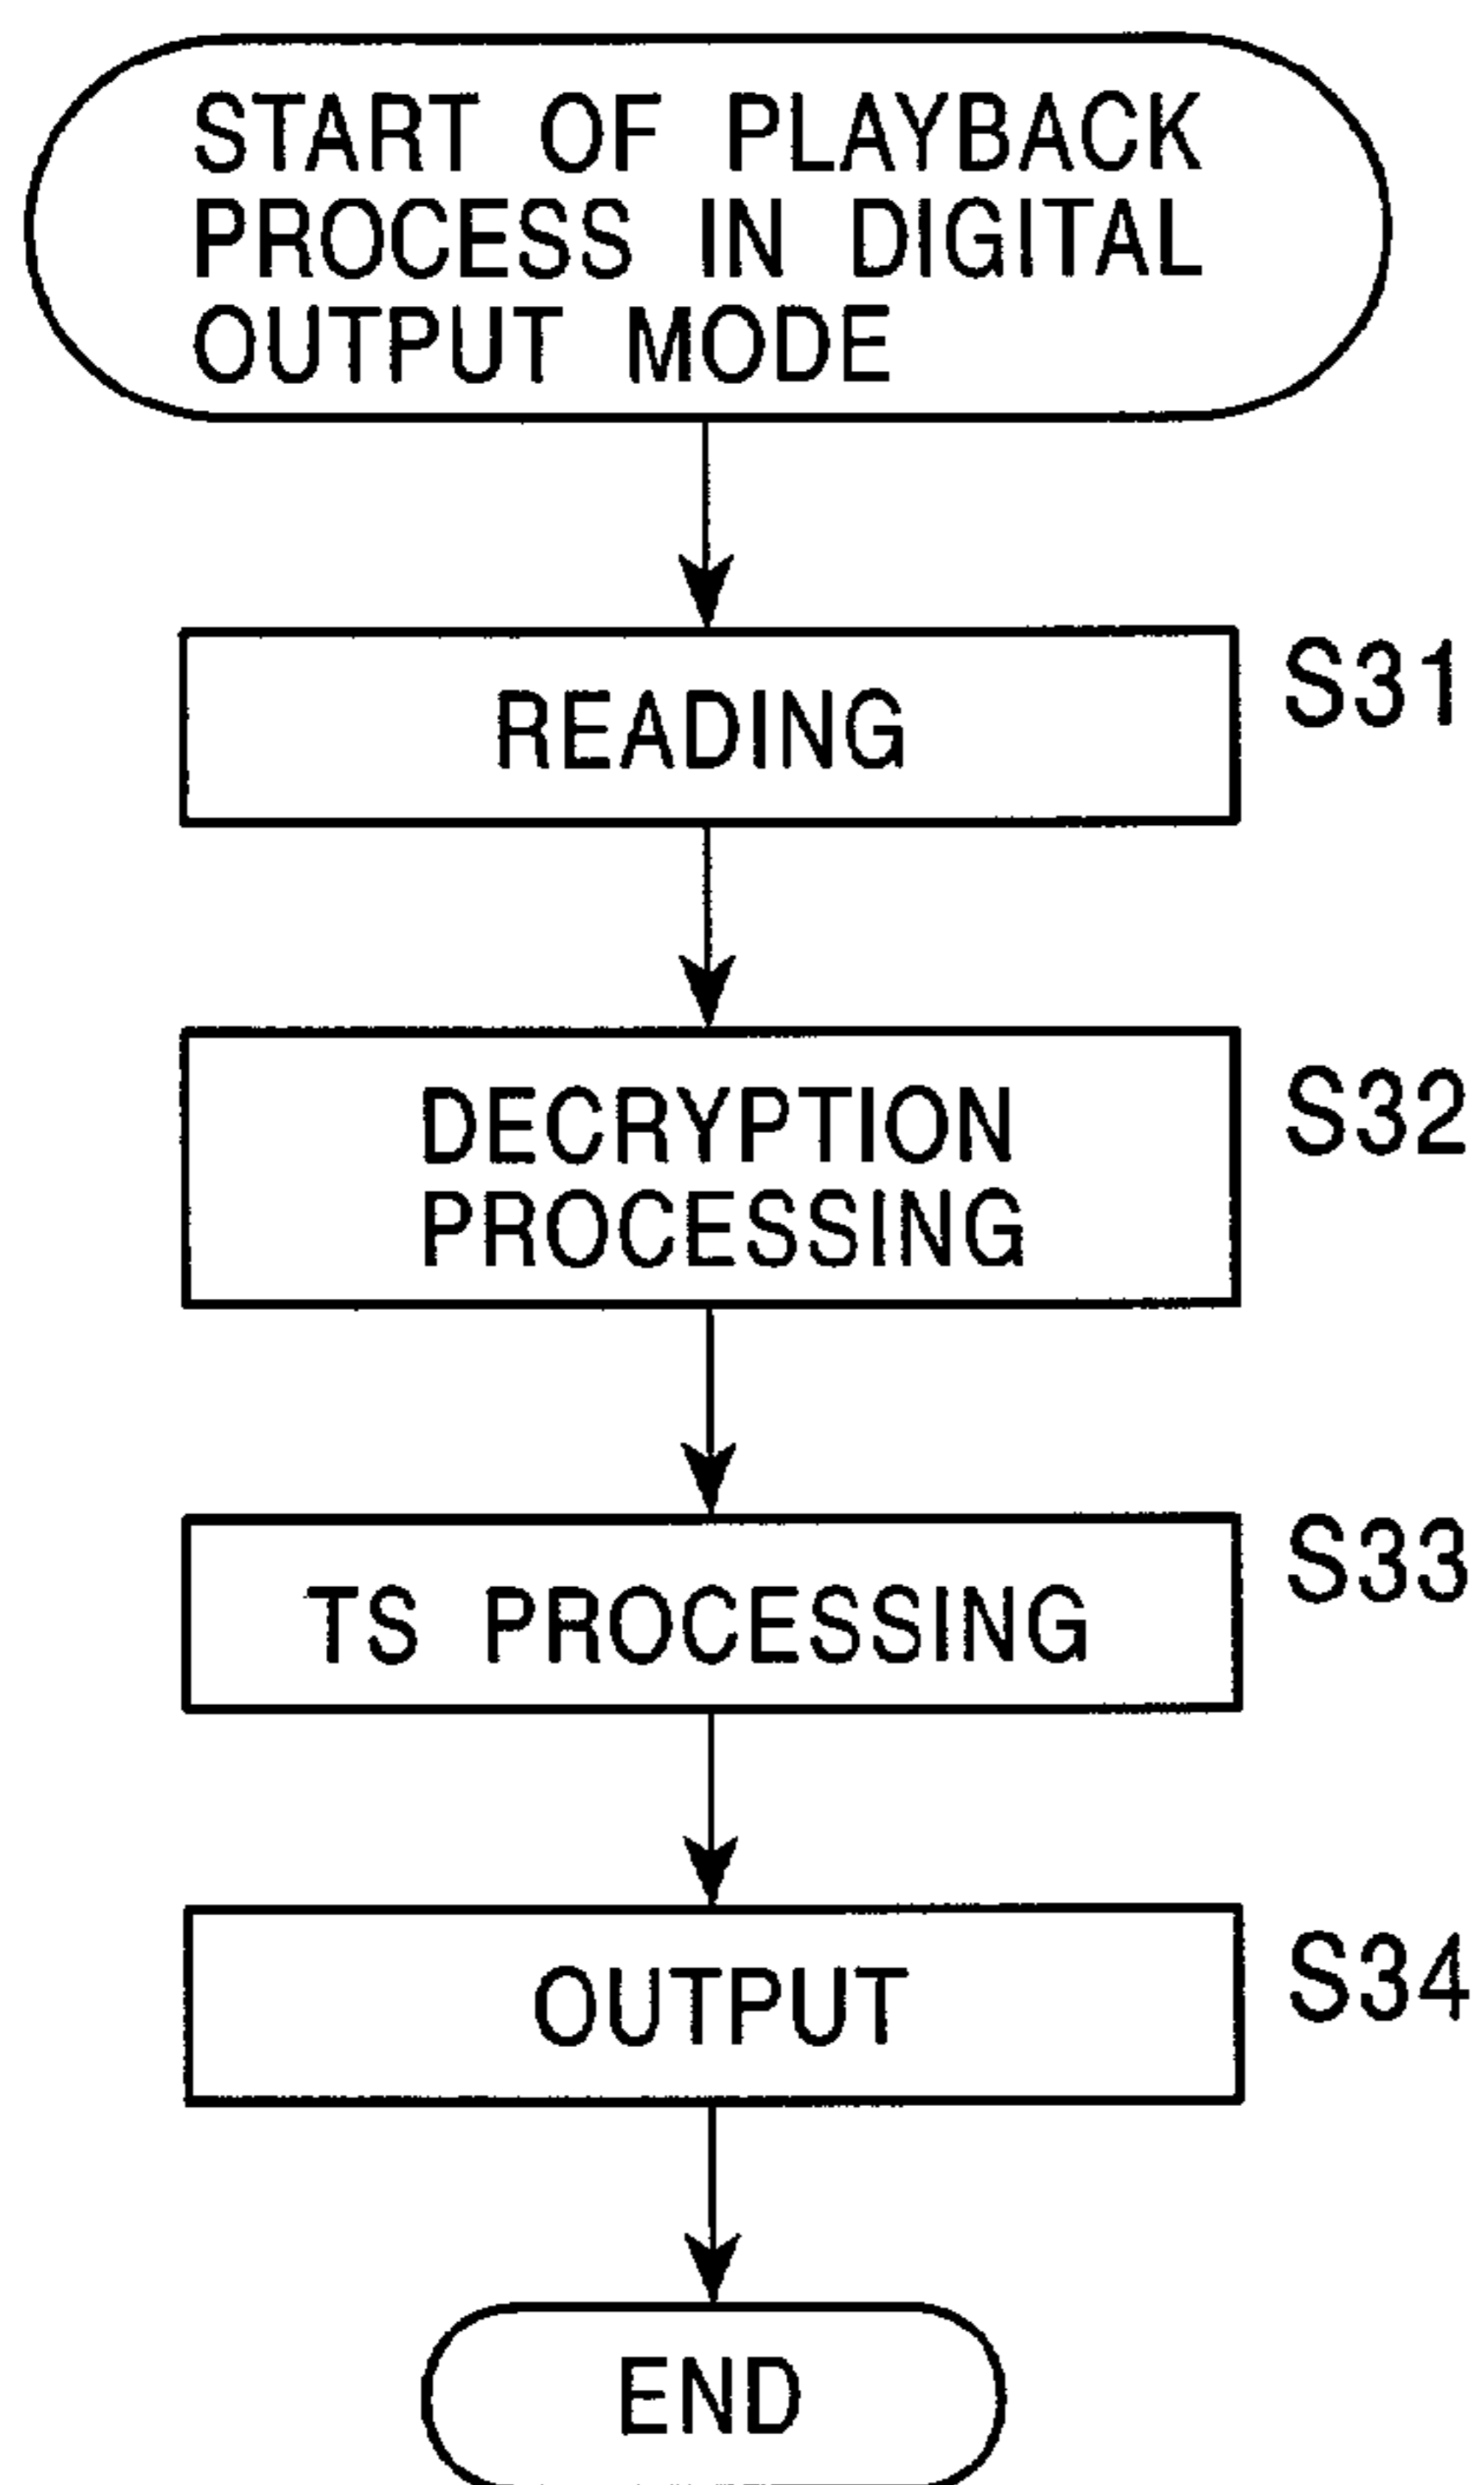 START OF PLAYBACK
PROCESS IN DIGITAL
OUTPUT MODE
READING
S31
DECRYPTION
PROCESSING
S32
TS PROCESSING
S33
OUTPUT
S34
END